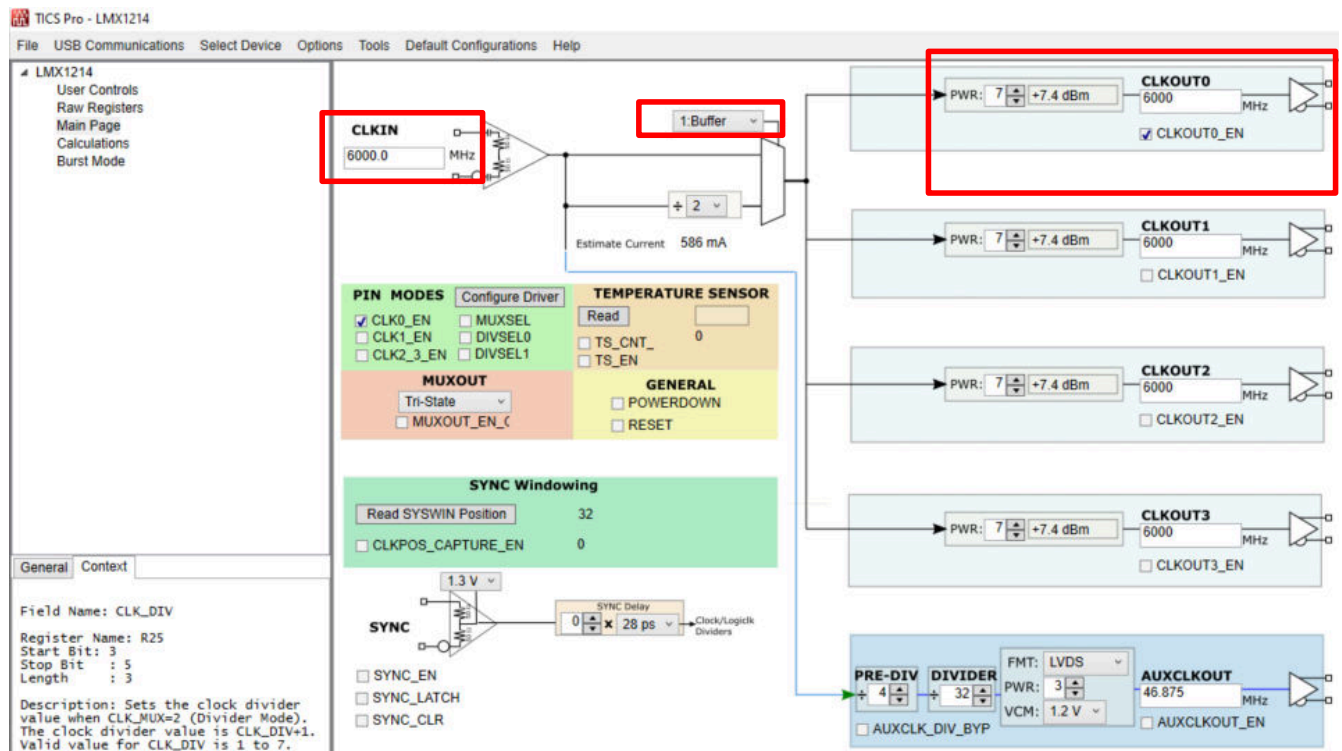 TICS Pro - LMX1214
File USB Communications Select Device Options Tools Default Configurations Help
LMX1214
User Controls
Raw Registers
Main Page
Calculations
Burst Mode
CLKIN
6000.0 MHz
1:Buffer
÷ 2
Estimate Current 586 mA
PWR: 7 +7.4 dBm
CLKOUT0
6000 MHz
CLKOUT0_EN
PWR: 7 +7.4 dBm
CLKOUT1
6000 MHz
CLKOUT1_EN
PIN MODES Configure Driver
CLK0_EN MUXSEL
CLK1_EN DIVSEL0
CLK2_3_EN DIVSEL1
TEMPERATURE SENSOR
Read
TS_CNT_ 0
TS_EN
MUXOUT
Tri-State
MUXOUT_EN_
GENERAL
POWERDOWN
RESET
PWR: 7 +7.4 dBm
CLKOUT2
6000 MHz
CLKOUT2_EN
SYNC Windowing
Read SYSWIN Position 32
CLKPOS_CAPTURE_EN 0
PWR: 7 +7.4 dBm
CLKOUT3
6000 MHz
CLKOUT3_EN
1.3 V
SYNC
SYNC Delay
0 x 28 ps
Clock/Logiclk
Dividers
SYNC_EN
SYNC_LATCH
SYNC_CLR
PRE-DIV DIVIDER
÷ 4 ÷ 32
FMT: LVDS
PWR: 3
VCM: 1.2 V
AUXCLK_DIV_BYP
AUXCLKOUT
46.875 MHz
AUXCLKOUT_EN
General Context
Field Name: CLK_DIV
Register Name: R25
Start Bit: 3
Stop Bit : 5
Length : 3
Description: Sets the clock divider
value when CLK_MUX=2 (Divider Mode).
The clock divider value is CLK_DIV+1.
Valid value for CLK_DIV is 1 to 7.